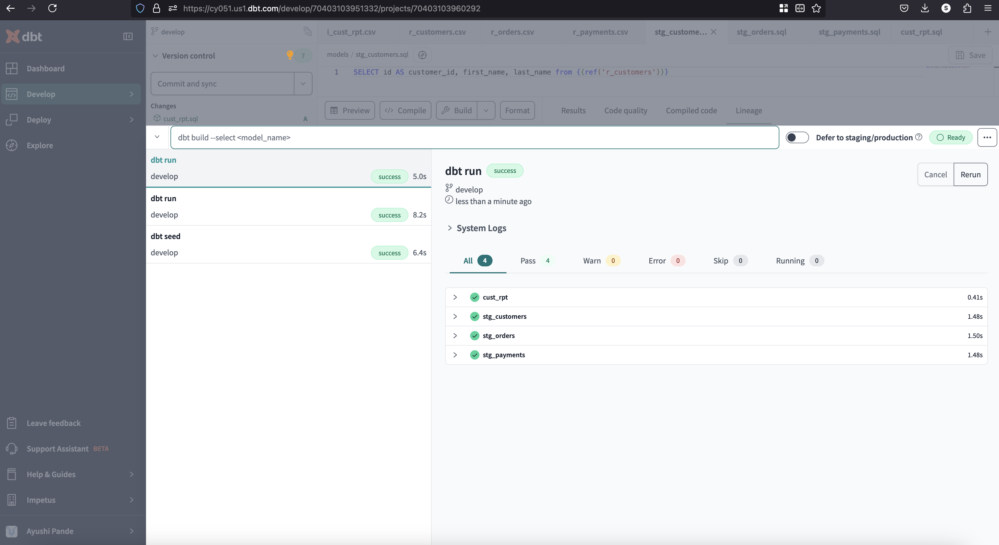 https://cy051.us1.dbt.com/develop/70403103951332/projects/70403103960292
S
dbt
Dashboard
Develop
Deploy
Explore
Leave feedback
Support Assistant BETA
Help & Guides
Impetus
Ayushi Pande
develop
Version control
7
Commit and sync
Changes
cust_rpt.sql
A
i_cust_rpt.csv
r_customers.csv
r_orders.csv
r_payments.csv
stg_custome...
stg_orders.sql
stg_payments.sql
cust_rpt.sql
models / stg_customers.sql
Save
1 SELECT id AS customer_id, first_name, last_name from {{ref('r_customers')}}
Preview
</> Compile
Build
Format
Results
Code quality
Compiled code
Lineage
dbt build --select <model_name>
Defer to staging/production
Ready
dbt run
develop success 5.0s
dbt run
develop success 8.2s
dbt seed
develop success 6.4s
dbt run success
Cancel
Rerun
develop
less than a minute ago
System Logs
All 4
Pass 4
Warn 0
Error 0
Skip 0
Running 0
cust_rpt 0.41s
stg_customers 1.48s
stg_orders 1.50s
stg_payments 1.48s